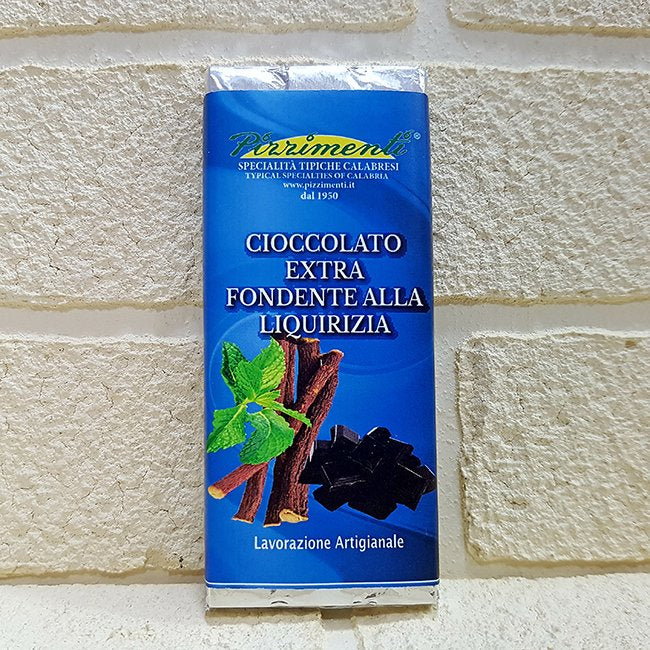 Pizzimenti®
SPECIALITÀ TIPICHE CALABRESI
TYPICAL SPECIALTIES OF CALABRIA
www.pizzimenti.it
dal 1950
CIOCCOLATO
EXTRA
FONDENTE ALLA
LIQUIRIZIA
Lavorazione Artigianale